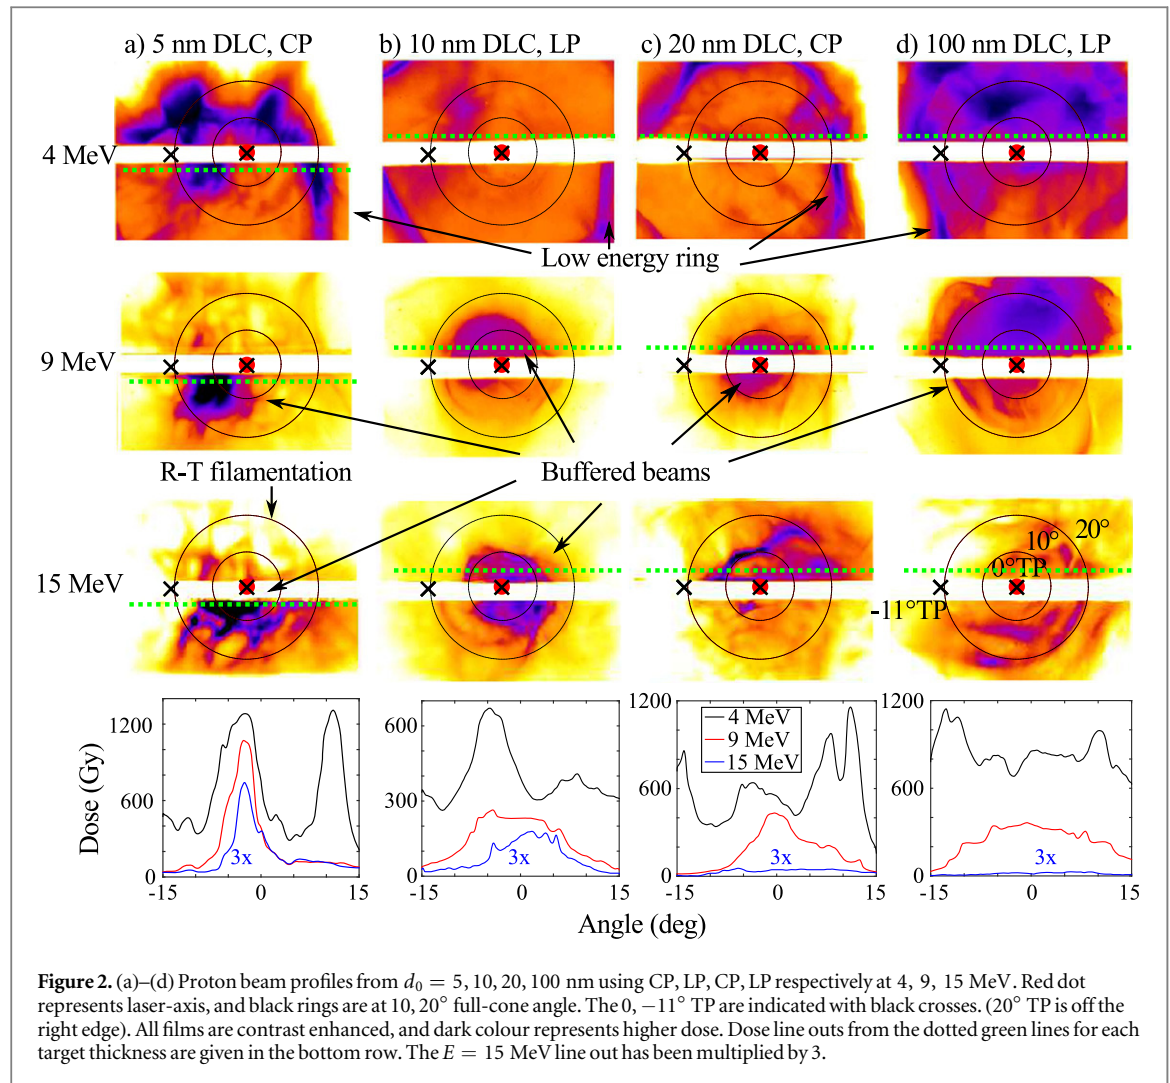 a) 5 nm DLC, CP
b) 10 nm DLC, LP
c) 20 nm DLC, CP
d) 100 nm DLC, LP
4 MeV
Low energy ring
9 MeV
R-T filamentation
Buffered beams
15 MeV
10°
20°
0°TP
-11°TP
1200
600
0
-15
0
15
3x
600
300
0
-15
0
15
3x
1200
600
0
-15
0
15
3x
4 MeV
9 MeV
15 MeV
1200
600
0
-15
0
15
3x
Dose (Gy)
Angle (deg)
Figure 2. (a)–(d) Proton beam profiles from d₀ = 5, 10, 20, 100 nm using CP, LP, CP, LP respectively at 4, 9, 15 MeV. Red dot
represents laser-axis, and black rings are at 10, 20° full-cone angle. The 0, −11° TP are indicated with black crosses. (20° TP is off the
right edge). All films are contrast enhanced, and dark colour represents higher dose. Dose line outs from the dotted green lines for each
target thickness are given in the bottom row. The E = 15 MeV line out has been multiplied by 3.